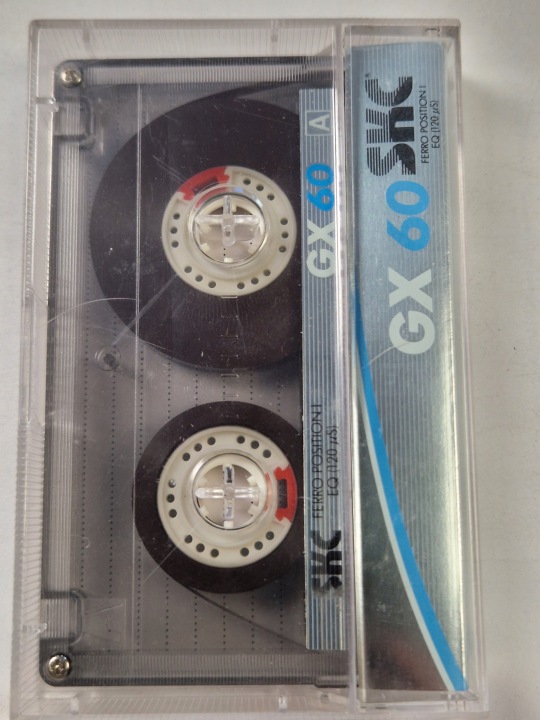 SKC
FERRO POSITION I
EQ (120 µS)
GX 60
A
GX 60
FERRO POSITION I
EQ (120 µS)
SKC